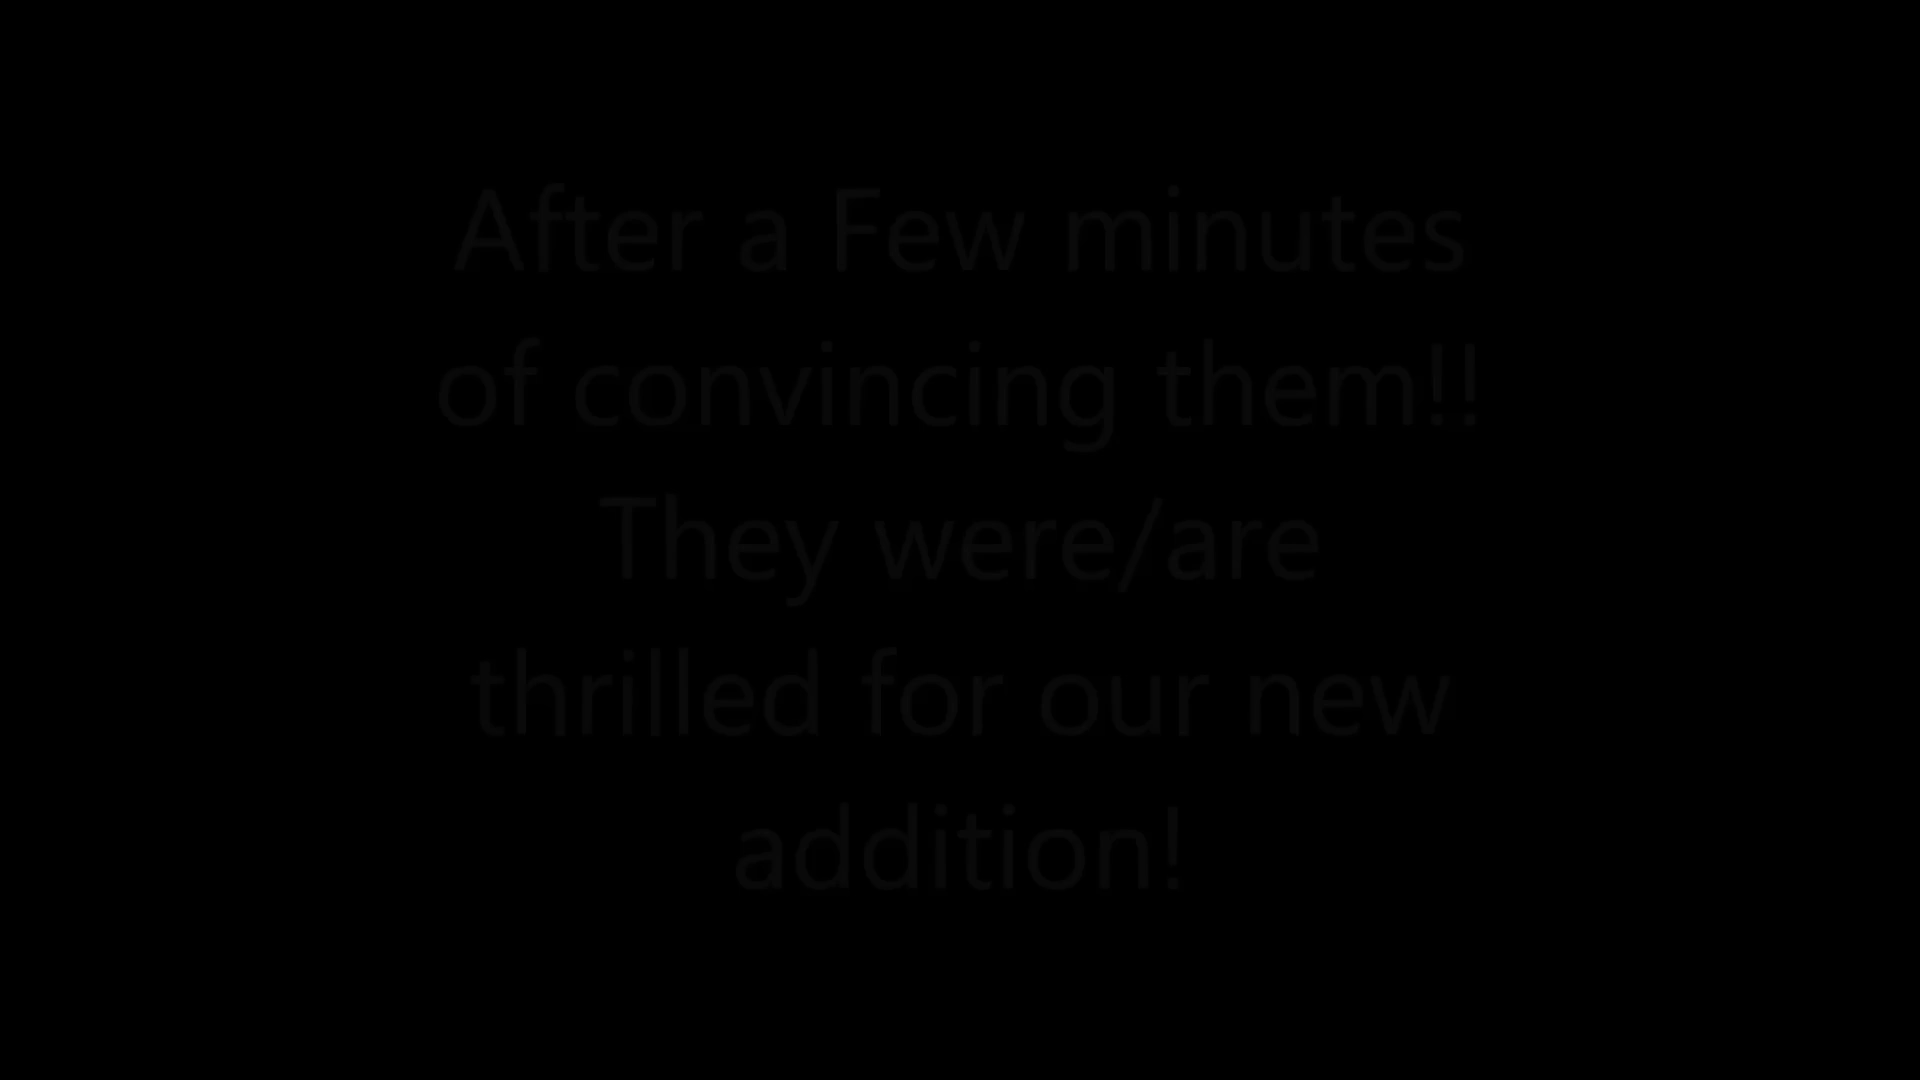 After a Few minutes
of convincing them!!
They were/are
thrilled for our new
addition!